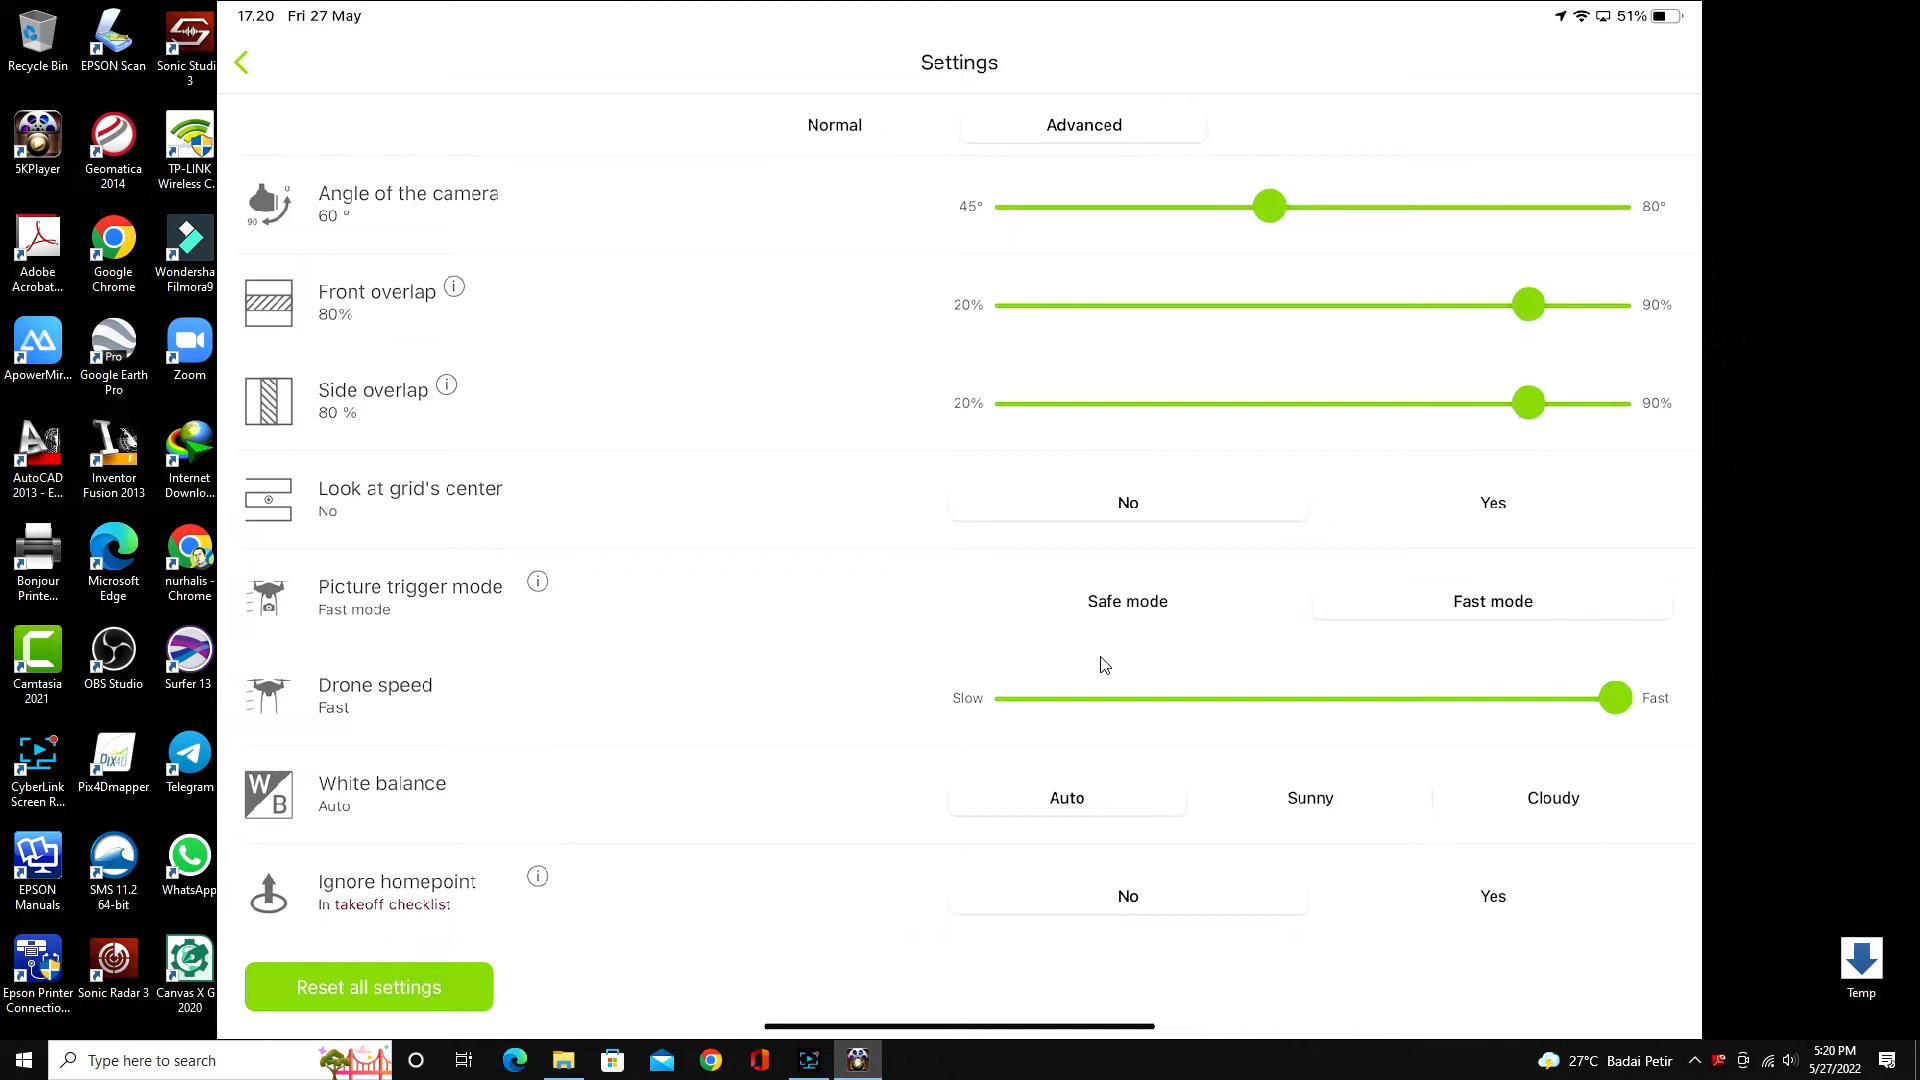 17.20 Fri 27 May
51%
Settings
Normal
Advanced
Angle of the camera
60 °
45°
80°
Front overlap
80%
20%
90%
Side overlap
80 %
20%
90%
Look at grid's center
No
No
Yes
Picture trigger mode
Fast mode
Safe mode
Fast mode
Drone speed
Fast
Slow
Fast
White balance
Auto
Auto
Sunny
Cloudy
Ignore homepoint
In takeoff checklist
No
Yes
Reset all settings
Recycle Bin
EPSON Scan
Sonic Studi
3
5KPlayer
Geomatica
2014
TP-LINK
Wireless C.
Adobe
Acrobat...
Google
Chrome
Wondersha
Filmora9
ApowerMir...
Google Earth
Pro
Zoom
AutoCAD
2013 - E...
Inventor
Fusion 2013
Internet
Downlo...
Bonjour
Printe...
Microsoft
Edge
nurhalis -
Chrome
Camtasia
2021
OBS Studio
Surfer 13
CyberLink
Screen R...
Pix4Dmapper
Telegram
EPSON
Manuals
SMS 11.2
64-bit
WhatsApp
Epson Printer
Connectio...
Sonic Radar 3
Canvas X G
2020
Temp
Type here to search
27°C Badai Petir
5:20 PM
5/27/2022